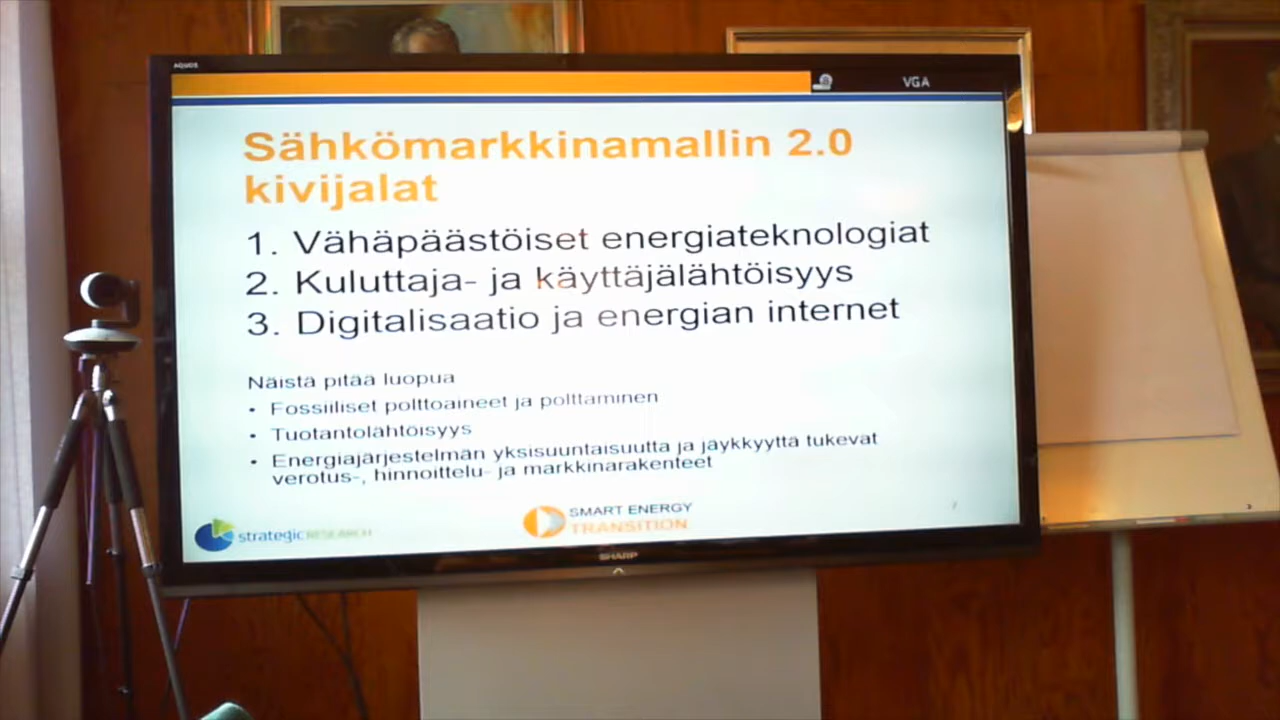 AQUOS
VGA
Sähkömarkkinamallin 2.0
kivijalat
1. Vähäpäästöiset energiateknologiat
2. Kuluttaja- ja käyttäjälähtöisyys
3. Digitalisaatio ja energian internet
Näistä pitää luopua
• Fossiiliset polttoaineet ja polttaminen
• Tuotantolähtöisyys
• Energiajärjestelmän yksisuuntaisuutta ja jäykkyyttä tukevat
verotus-, hinnoittelu- ja markkinarakenteet
strategic RESEARCH
SMART ENERGY
TRANSITION
7
SHARP